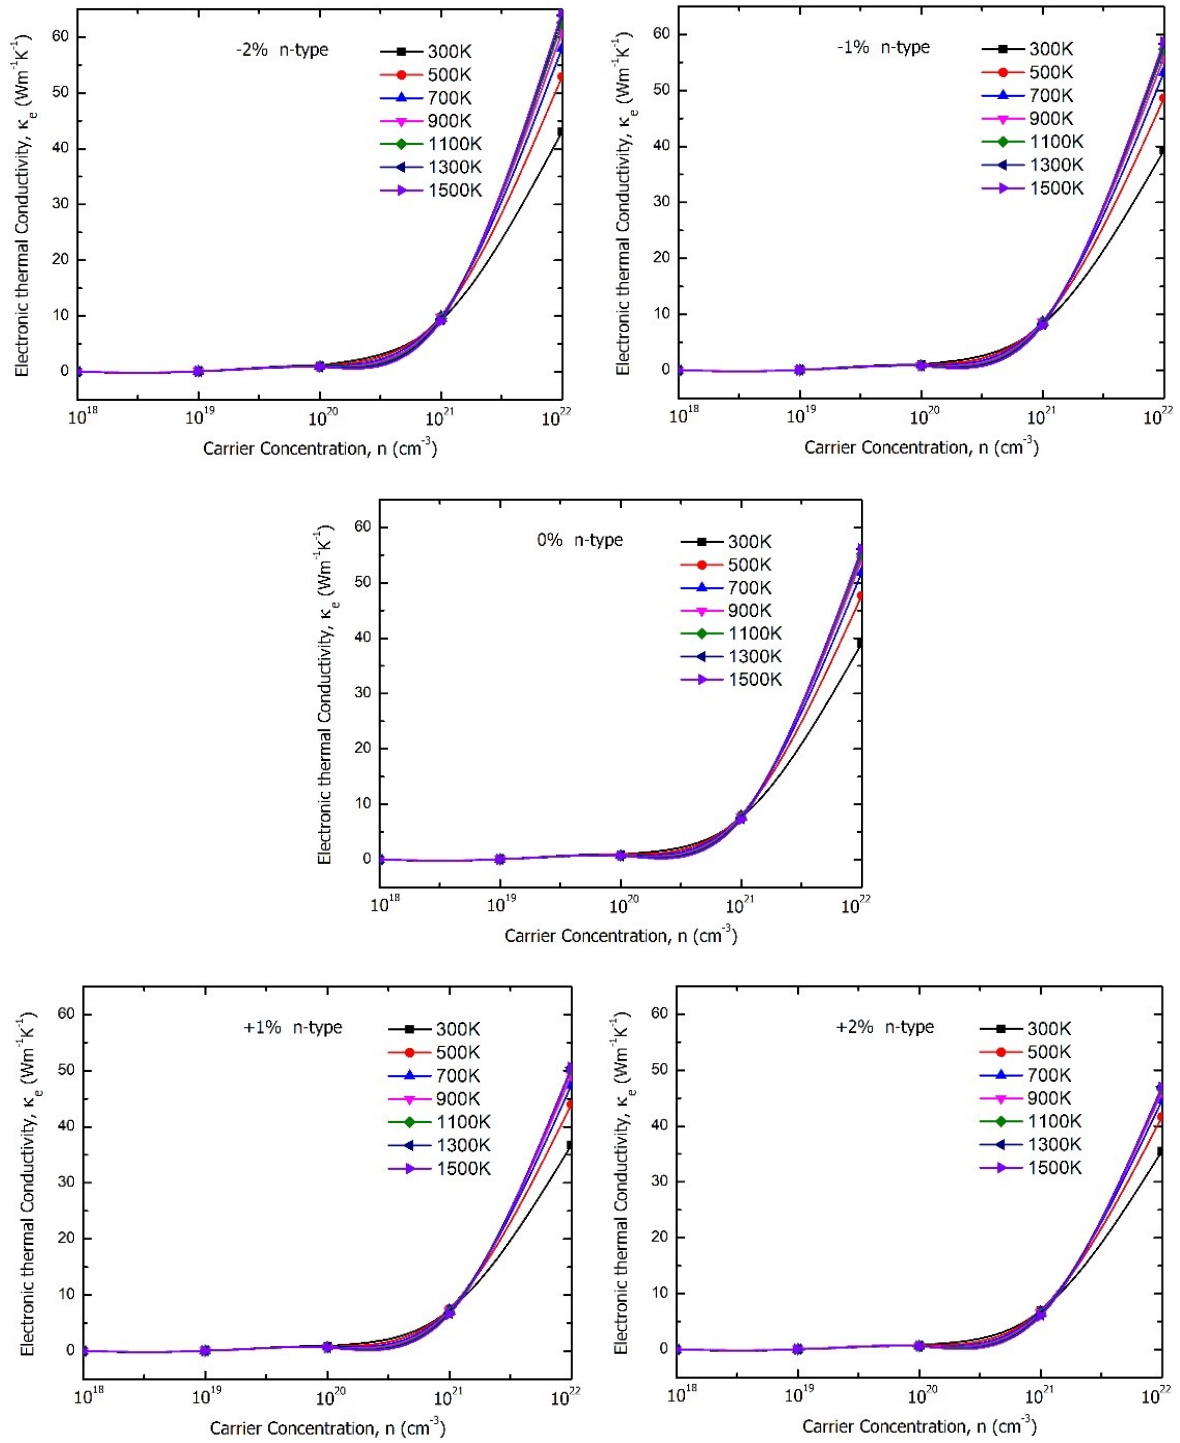 -2% n-type
300K
500K
700K
900K
1100K
1300K
1500K
Electronic thermal Conductivity, κe (Wm-1K-1)
60
50
40
30
20
10
0
10^18 10^19 10^20 10^21 10^22
Carrier Concentration, n (cm-3)
-1% n-type
300K
500K
700K
900K
1100K
1300K
1500K
Electronic thermal Conductivity, κe (Wm-1K-1)
60
50
40
30
20
10
0
10^18 10^19 10^20 10^21 10^22
Carrier Concentration, n (cm-3)
0% n-type
300K
500K
700K
900K
1100K
1300K
1500K
Electronic thermal Conductivity, κe (Wm-1K-1)
60
50
40
30
20
10
0
10^18 10^19 10^20 10^21 10^22
Carrier Concentration, n (cm-3)
+1% n-type
300K
500K
700K
900K
1100K
1300K
1500K
Electronic thermal Conductivity, κe (Wm-1K-1)
60
50
40
30
20
10
0
10^18 10^19 10^20 10^21 10^22
Carrier Concentration, n (cm-3)
+2% n-type
300K
500K
700K
900K
1100K
1300K
1500K
Electronic thermal Conductivity, κe (Wm-1K-1)
60
50
40
30
20
10
0
10^18 10^19 10^20 10^21 10^22
Carrier Concentration, n (cm-3)